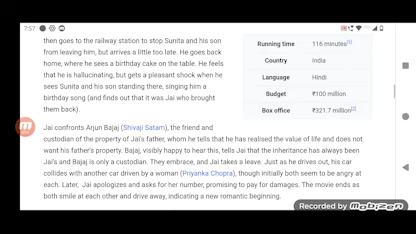 7:57
then goes to the railway station to stop Sunita and his son
from leaving him, but arrives a little too late. He goes back
home, where he sees a birthday cake on the table. He feels
that he is hallucinating, but gets a pleasant shock when he
sees Sunita and his son standing there, singing him a
birthday song (and finds out that it was Jai who brought
them back).
Running time 116 minutes[1]
Country India
Language Hindi
Budget ₹100 million
Box office ₹321.7 million[2]
Jai confronts Arjun Bajaj (Shivaji Satam), the friend and
custodian of the property of Jai's father, whom he tells that he has realised the value of life and does not
want his father's property. Bajaj, visibly happy to hear this, tells Jai that the inheritance has always been
Jai's and Bajaj is only a custodian. They embrace, and Jai takes a leave. Just as he drives out, his car
collides with another car driven by a woman (Priyanka Chopra), though initially both seem to be angry at
each. Later, Jai apologizes and asks for her number, promising to pay for damages. The movie ends as
both smile at each other and drive away, indicating a new romantic beginning.
Recorded by Mobizen